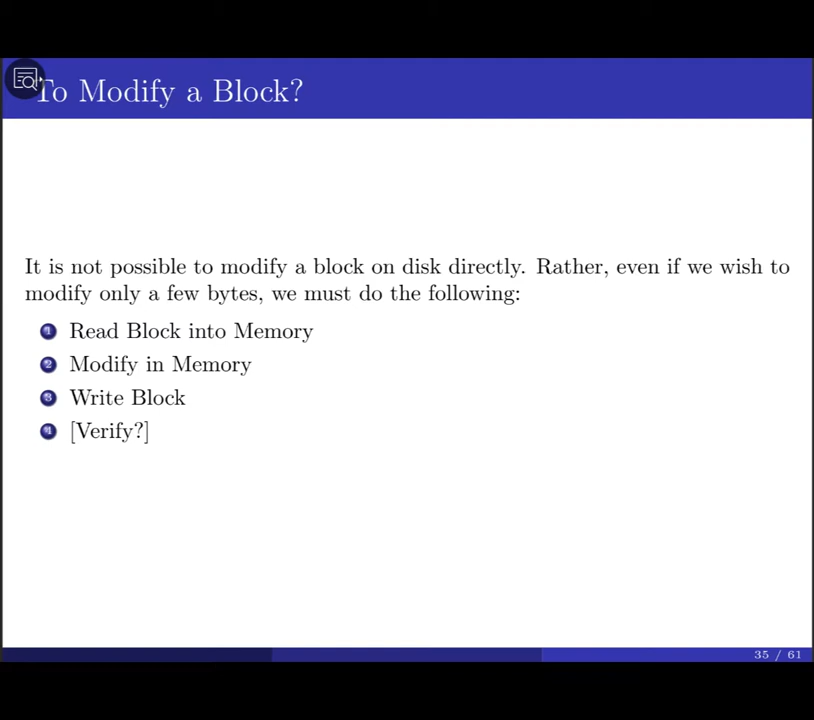 To Modify a Block?
It is not possible to modify a block on disk directly. Rather, even if we wish to
modify only a few bytes, we must do the following:
1 Read Block into Memory
2 Modify in Memory
3 Write Block
4 [Verify?]
35 / 61